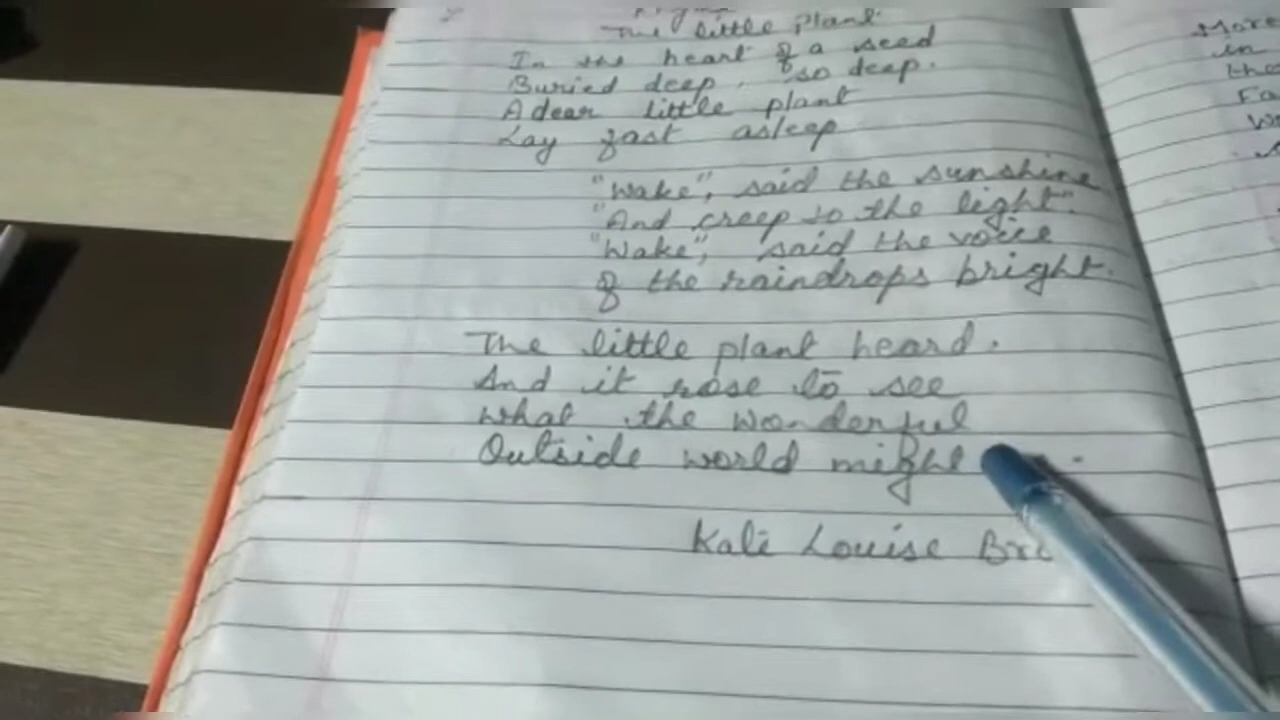 The little plant
In the heart of a seed
Buried deep, so deep.
A dear little plant
Lay fast asleep
"Wake", said the sunshine
"And creep to the light".
"Wake", said the voice
of the raindrops bright.
The little plant heard.
And it rose to see
What the wonderful
Outside world might
Kate Louise
More
in